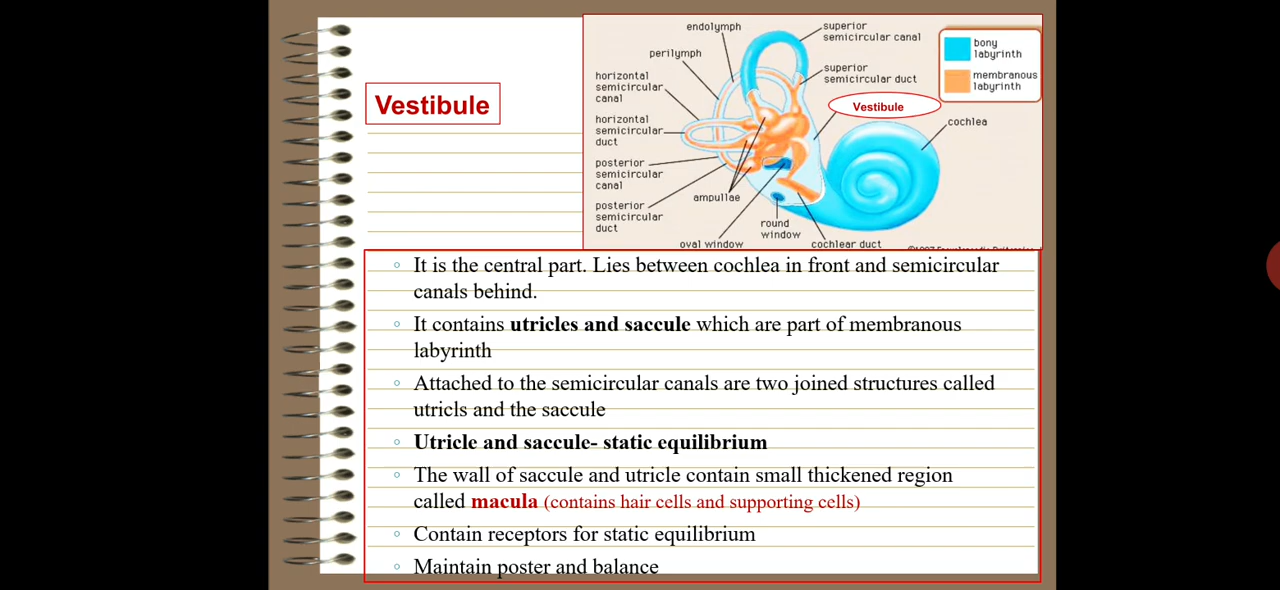 Vestibule
endolymph
perilymph
horizontal
semicircular
canal
horizontal
semicircular
duct
posterior
semicircular
canal
posterior
semicircular
duct
superior
semicircular canal
superior
semicircular duct
Vestibule
cochlea
ampullae
oval window
round
window
cochlear duct
bony
labyrinth
membranous
labyrinth
It is the central part. Lies between cochlea in front and semicircular
canals behind.
It contains utricles and saccule which are part of membranous
labyrinth
Attached to the semicircular canals are two joined structures called
utricls and the saccule
Utricle and saccule- static equilibrium
The wall of saccule and utricle contain small thickened region
called macula (contains hair cells and supporting cells)
Contain receptors for static equilibrium
Maintain poster and balance